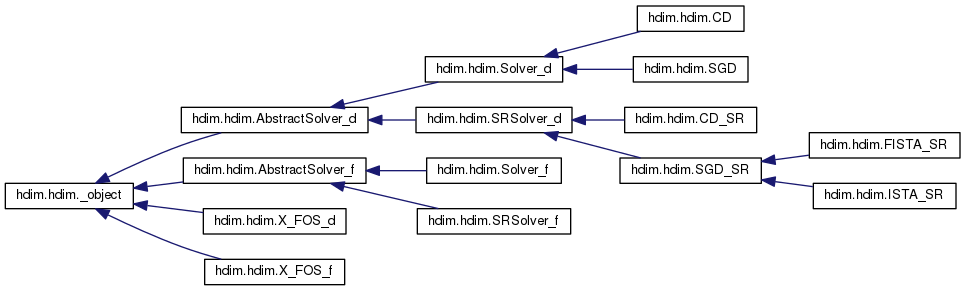 hdim.hdim._object
hdim.hdim.AbstractSolver_d
hdim.hdim.Solver_d
hdim.hdim.CD
hdim.hdim.SGD
hdim.hdim.SRSolver_d
hdim.hdim.CD_SR
hdim.hdim.SGD_SR
hdim.hdim.FISTA_SR
hdim.hdim.ISTA_SR
hdim.hdim.AbstractSolver_f
hdim.hdim.Solver_f
hdim.hdim.SRSolver_f
hdim.hdim.X_FOS_d
hdim.hdim.X_FOS_f